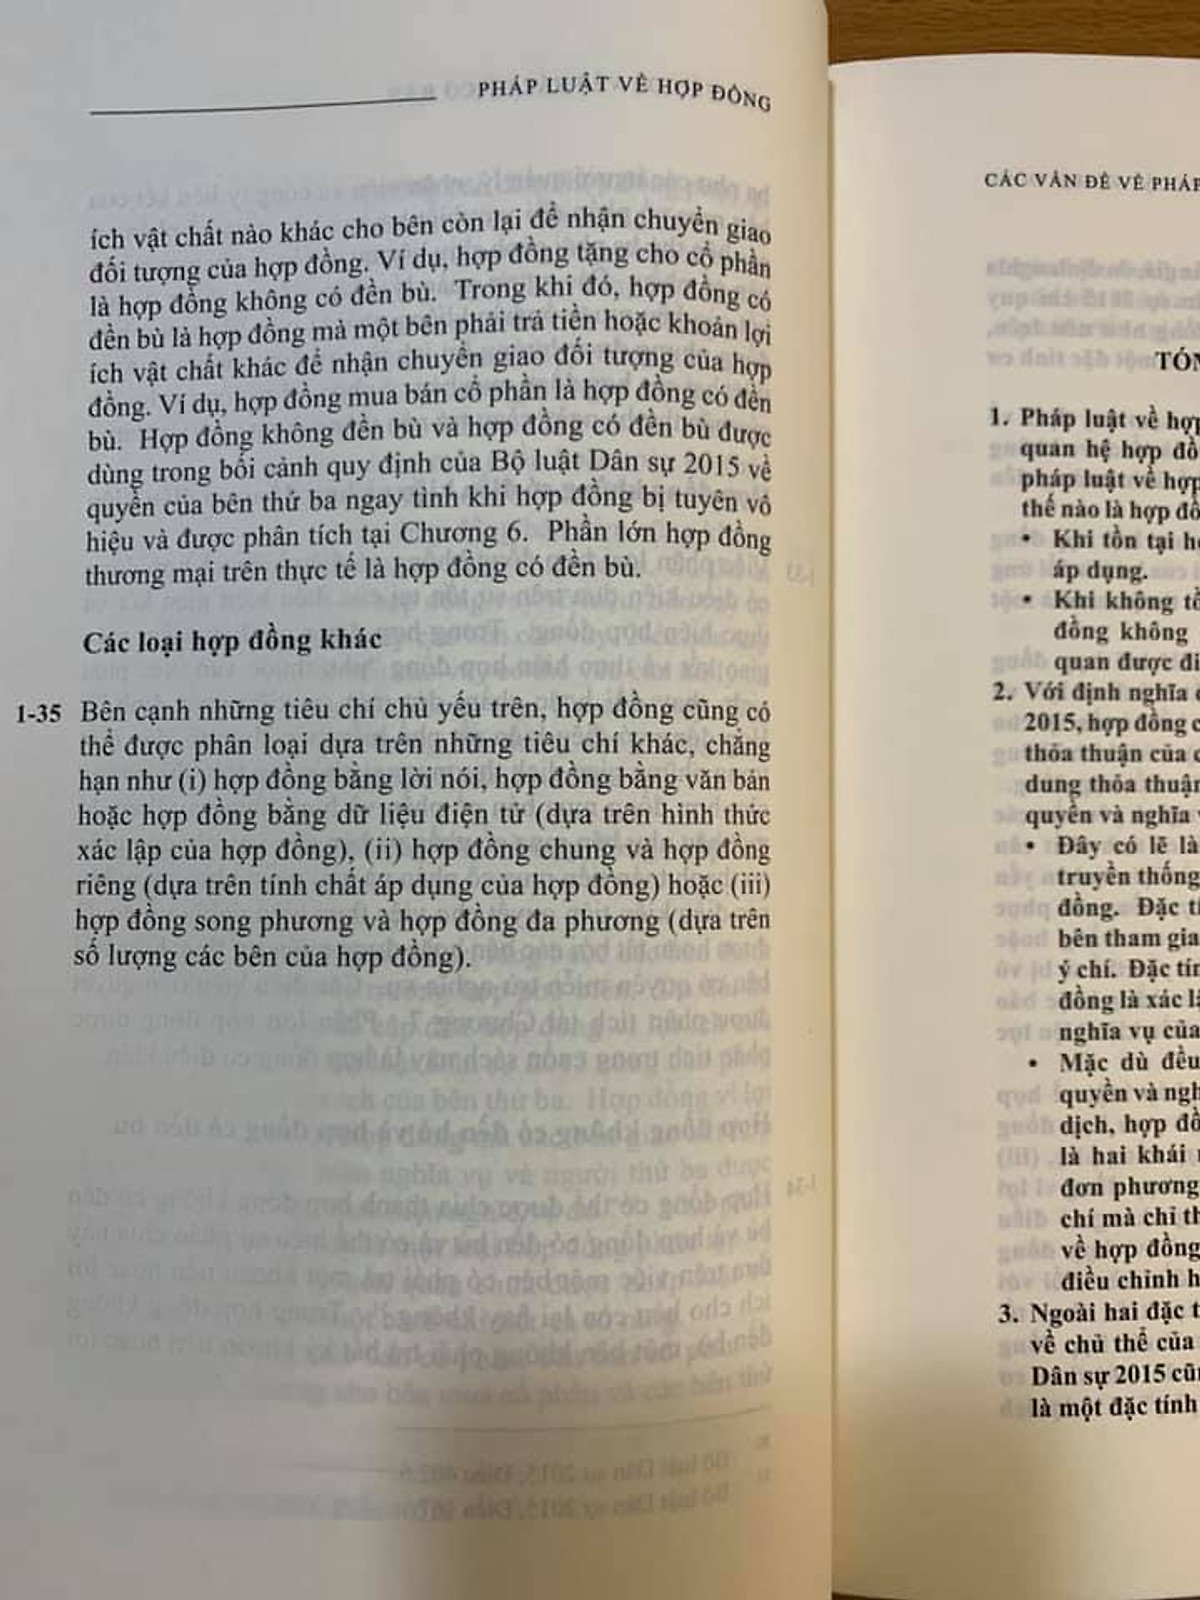 PHÁP LUẬT VỀ HỢP ĐỒNG
ích vật chất nào khác cho bên còn lại để nhận chuyển giao
đối tượng của hợp đồng. Ví dụ, hợp đồng tặng cho cổ phần
là hợp đồng không có đền bù. Trong khi đó, hợp đồng có
đền bù là hợp đồng mà một bên phải trả tiền hoặc khoản lợi
ích vật chất khác để nhận chuyển giao đối tượng của hợp
đồng. Ví dụ, hợp đồng mua bán cổ phần là hợp đồng có đền
bù. Hợp đồng không đền bù và hợp đồng có đền bù được
dùng trong bối cảnh quy định của Bộ luật Dân sự 2015 về
quyền của bên thứ ba ngay tình khi hợp đồng bị tuyên vô
hiệu và được phân tích tại Chương 6. Phần lớn hợp đồng
thương mại trên thực tế là hợp đồng có đền bù.
Các loại hợp đồng khác
1-35 Bên cạnh những tiêu chí chủ yếu trên, hợp đồng cũng có
thể được phân loại dựa trên những tiêu chí khác, chẳng
hạn như (i) hợp đồng bằng lời nói, hợp đồng bằng văn bản
hoặc hợp đồng bằng dữ liệu điện tử (dựa trên hình thức
xác lập của hợp đồng), (ii) hợp đồng chung và hợp đồng
riêng (dựa trên tính chất áp dụng của hợp đồng) hoặc (iii)
hợp đồng song phương và hợp đồng đa phương (dựa trên
số lượng các bên của hợp đồng).
CÁC VẤN ĐỀ VỀ PHÁP
1. Pháp luật về hợp
quan hệ hợp đồ
pháp luật về hợp
thế nào là hợp đồ
• Khi tồn tại h
áp dụng.
• Khi không tồ
đồng không
quan được đi
2. Với định nghĩa
2015, hợp đồng c
thỏa thuận của c
dung thỏa thuận
quyền và nghĩa
• Đây có lẽ là
truyền thống
đồng. Đặc tí
bên tham gia
ý chí. Đặc tín
đồng là xác lậ
nghĩa vụ của
• Mặc dù đều
quyền và ngh
dịch, hợp đồ
là hai khái
đơn phương
chí mà chỉ th
về hợp đồng
điều chỉnh h
3. Ngoài hai đặc t
về chủ thể của
Dân sự 2015 cũn
là một đặc tính